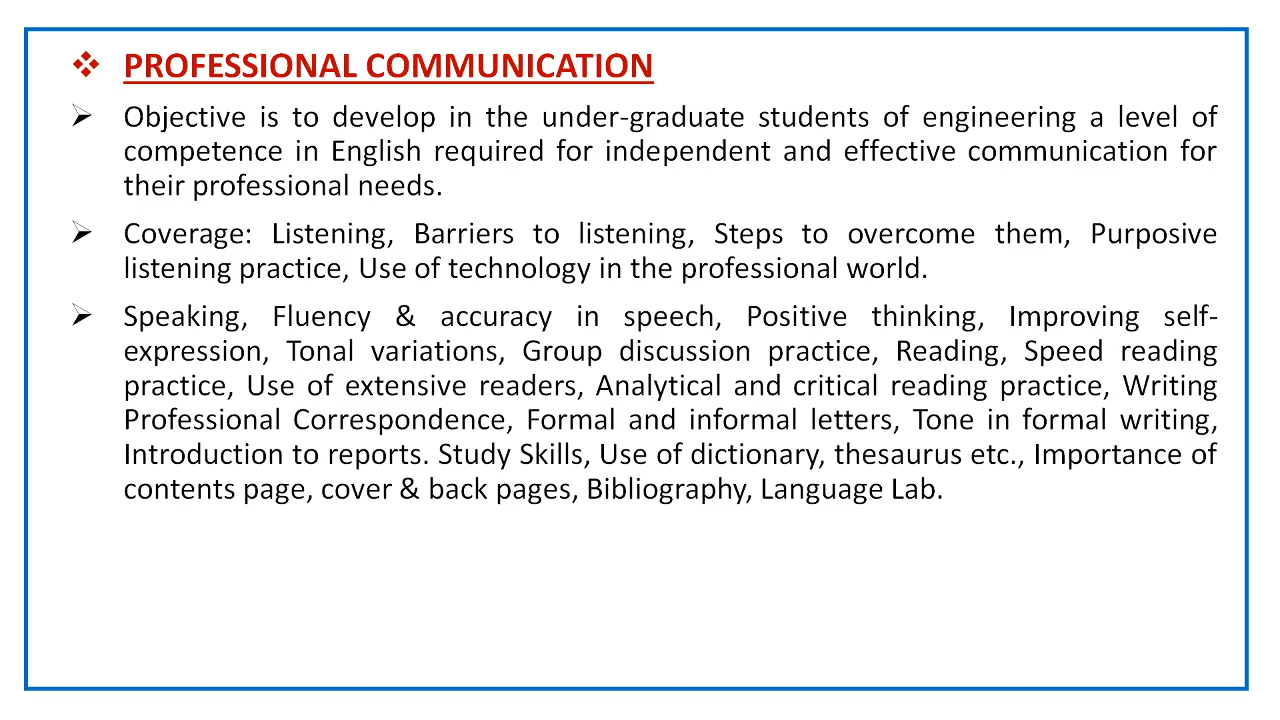 PROFESSIONAL COMMUNICATION
Objective is to develop in the under-graduate students of engineering a level of
competence in English required for independent and effective communication for
their professional needs.
Coverage: Listening, Barriers to listening, Steps to overcome them, Purposive
listening practice, Use of technology in the professional world.
Speaking, Fluency & accuracy in speech, Positive thinking, Improving self-
expression, Tonal variations, Group discussion practice, Reading, Speed reading
practice, Use of extensive readers, Analytical and critical reading practice, Writing
Professional Correspondence, Formal and informal letters, Tone in formal writing,
Introduction to reports. Study Skills, Use of dictionary, thesaurus etc., Importance of
contents page, cover & back pages, Bibliography, Language Lab.